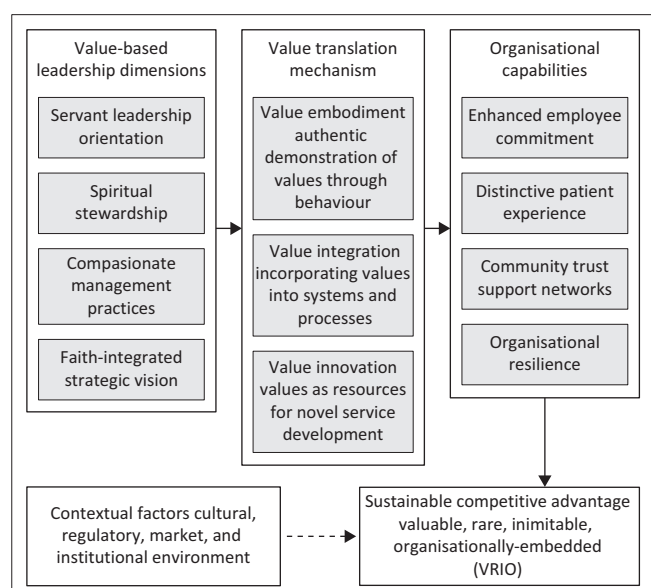 Value-based
leadership dimensions
Servant leadership
orientation
Spiritual
stewardship
Compasionate
management
practices
Faith-integrated
strategic vision
Value translation
mechanism
Value embodiment
authentic
demonstration of
values through
behaviour
Value integration
incorporating values
into systems and
processes
Value innovation
values as resources
for novel service
development
Organisational
capabilities
Enhanced employee
commitment
Distinctive patient
experience
Community trust
support networks
Organisational
resilience
Contextual factors cultural,
regulatory, market, and
institutional environment
Sustainable competitive advantage
valuable, rare, inimitable,
organisationally-embedded
(VRIO)